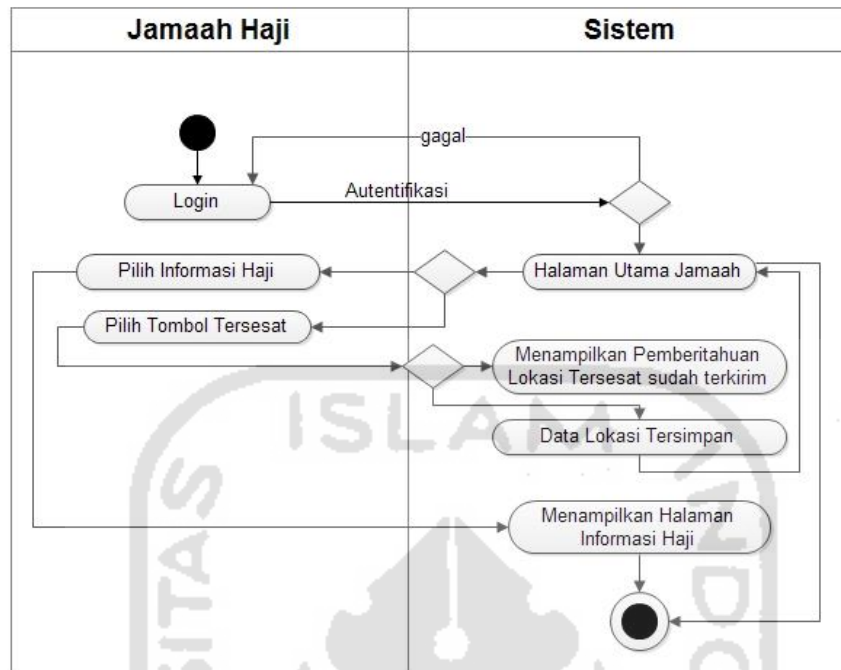 Jamaah Haji
Sistem
gagal
Login
Autentifikasi
Pilih Informasi Haji
Halaman Utama Jamaah
Pilih Tombol Tersesat
Menampilkan Pemberitahuan
Lokasi Tersesat sudah terkirim
Data Lokasi Tersimpan
Menampilkan Halaman
Informasi Haji
ISLAM